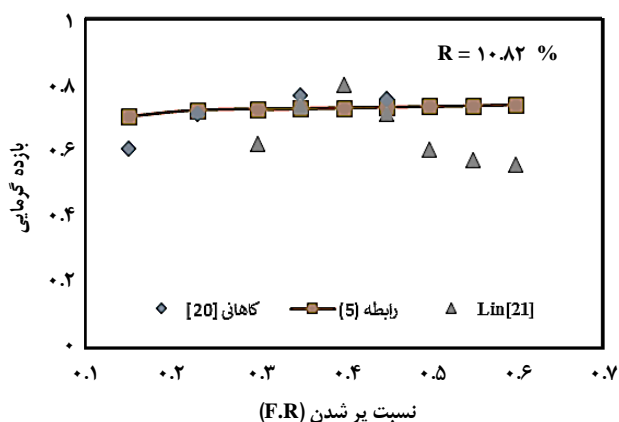 ۱
R = ۱۰.۸۲ %
۰.۸
۰.۶
۰.۴
۰.۲
۰
بازده گرمایی
کاهانی [20]
رابطه (5)
Lin[21]
۰.۱ ۰.۲ ۰.۳ ۰.۴ ۰.۵ ۰.۶ ۰.۷
نسبت پر شدن (F.R)